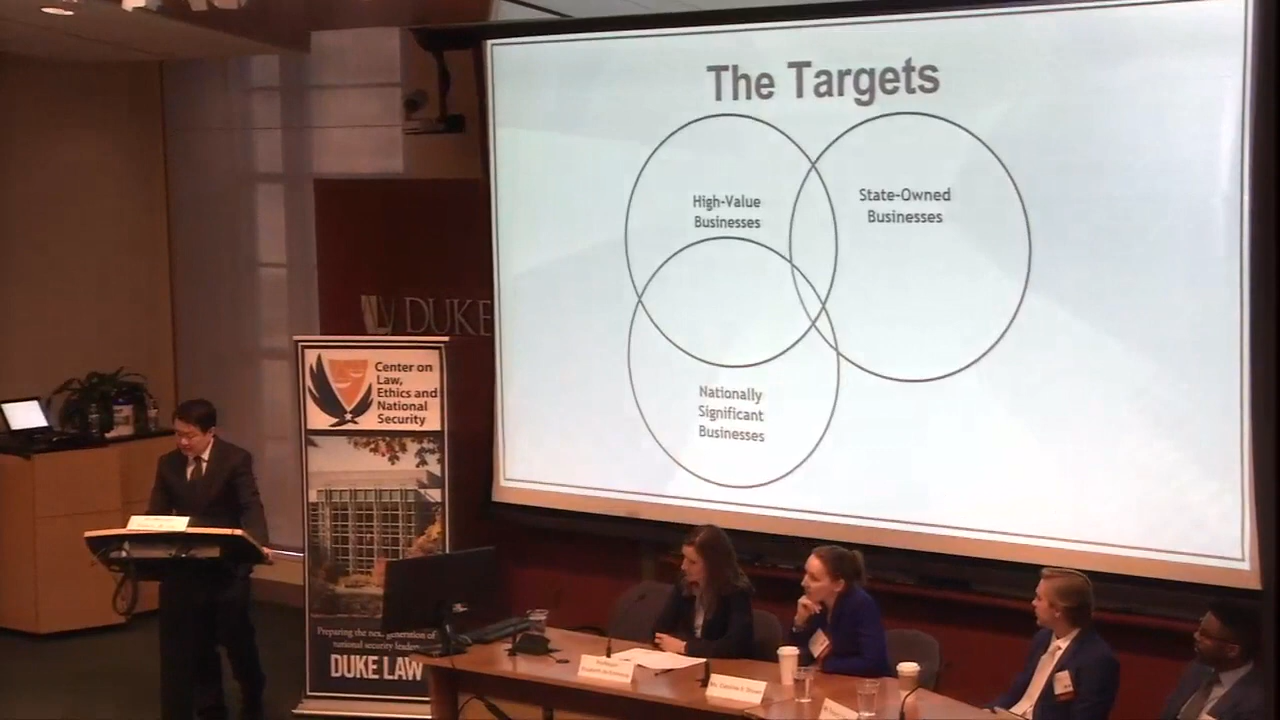 The Targets
High-Value
Businesses
State-Owned
Businesses
Nationally
Significant
Businesses
DUKE
Center on
Law,
Ethics and
National
Security
Preparing the next generation of
national security leaders
DUKE LAW